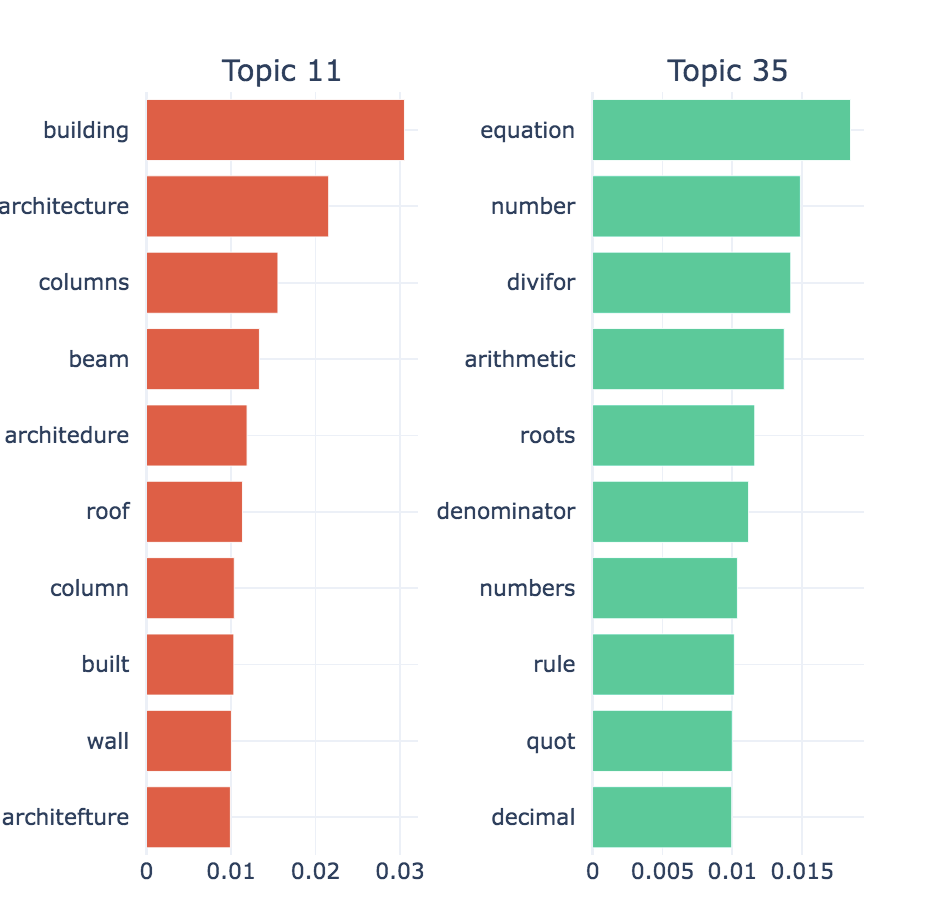 Topic 11
building
architecture
columns
beam
architedure
roof
column
built
wall
architefture
0 0.01 0.02 0.03
Topic 35
equation
number
divifor
arithmetic
roots
denominator
numbers
rule
quot
decimal
0 0.005 0.01 0.015